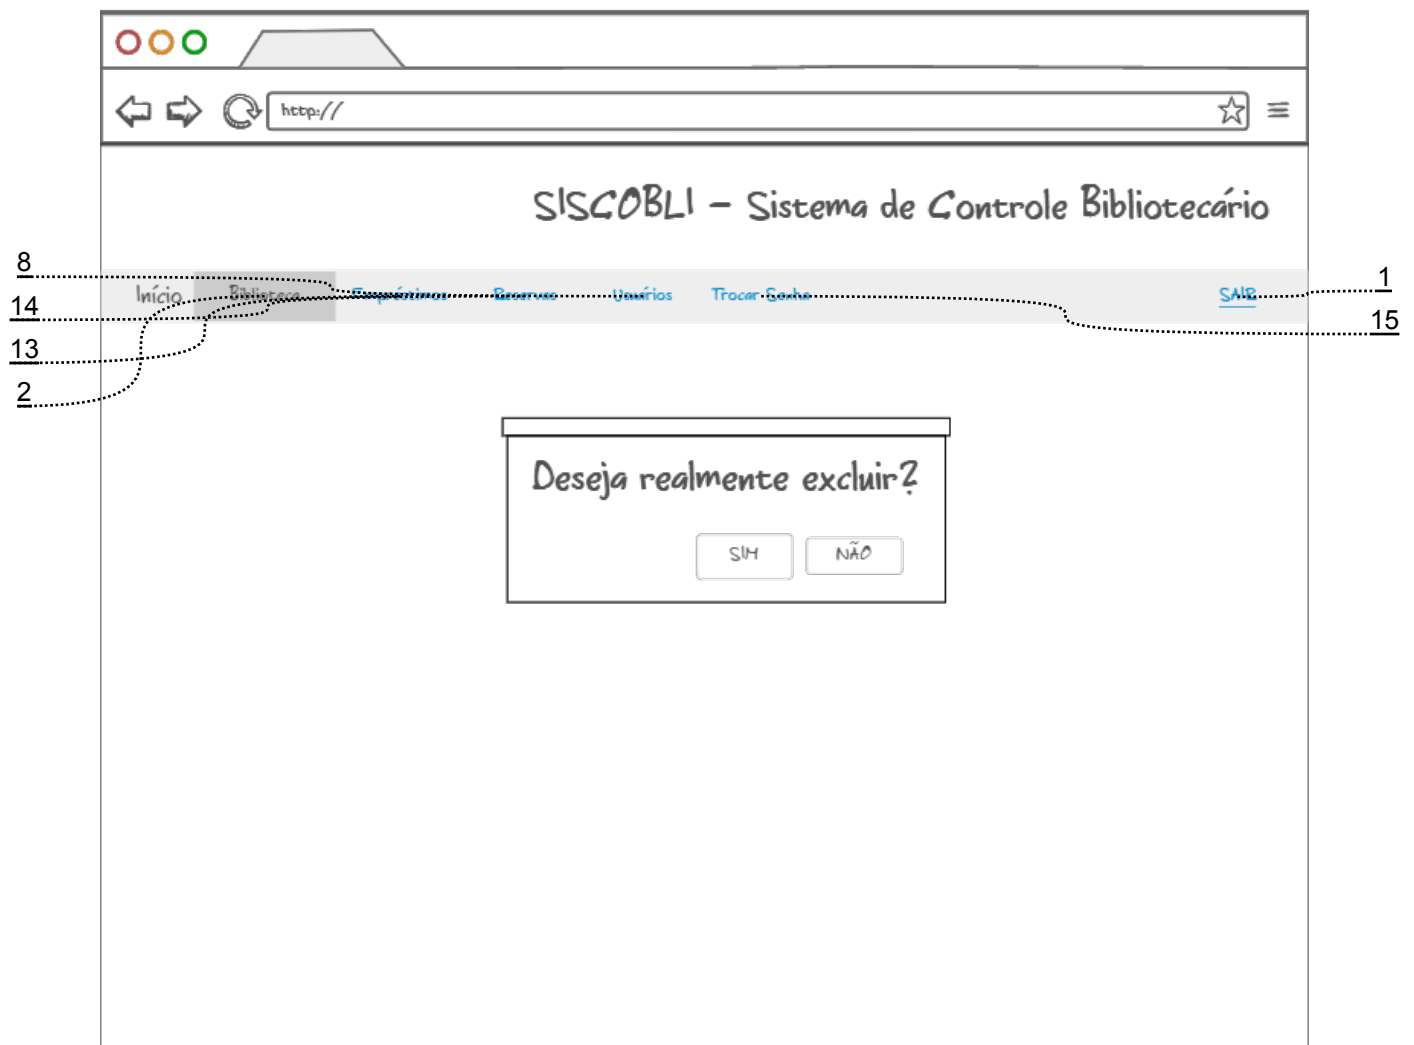 http://
SISCOBLI - Sistema de Controle Bibliotecário
8
1
Início Biblioteca Empréstimos Reservas Usuários Trocar Senha SAIR
14
15
13
2
Deseja realmente excluir?
SIM NÃO